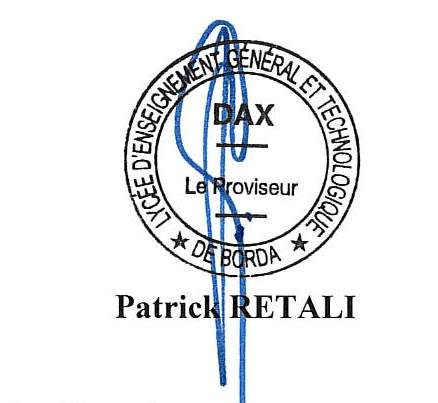 LYCÉE D'ENSEIGNEMENT GÉNÉRAL ET TECHNOLOGIQUE
DAX
Le Proviseur
★ DE BORDA ★
Patrick RETALI